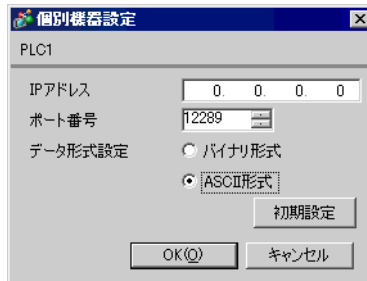 個別機器設定
PLC1
IPアドレス 0. 0. 0. 0
ポート番号 12289
データ形式設定 バイナリ形式
ASCII形式
初期設定
OK(O) キャンセル